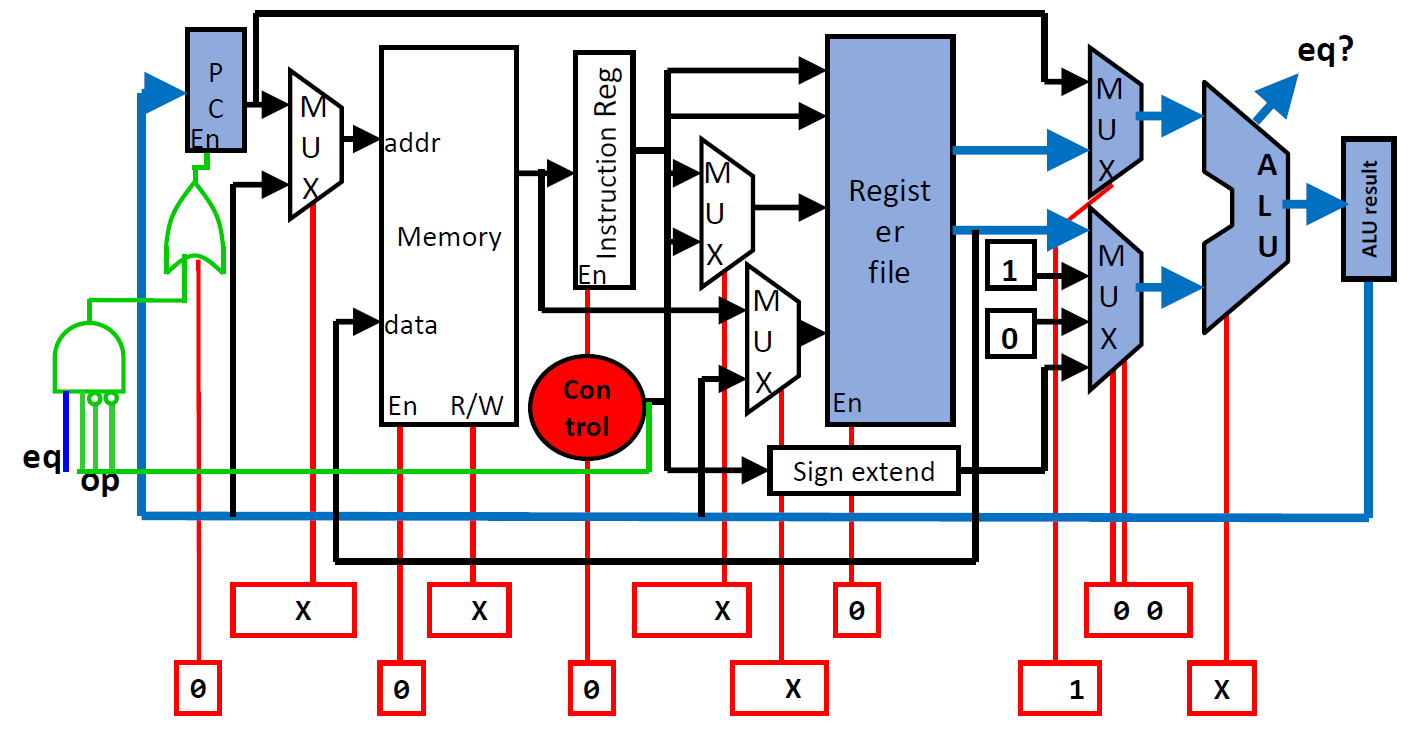 P
C
En
M
U
X
addr
Memory
data
En R/W
Instruction Reg
En
Con
trol
M
U
X
M
U
X
Regist
er
file
En
Sign extend
1
0
M
U
X
M
U
X
A
L
U
eq?
ALU result
eq
op
X
X
X
0
0 0
0
0
0
X
1
X